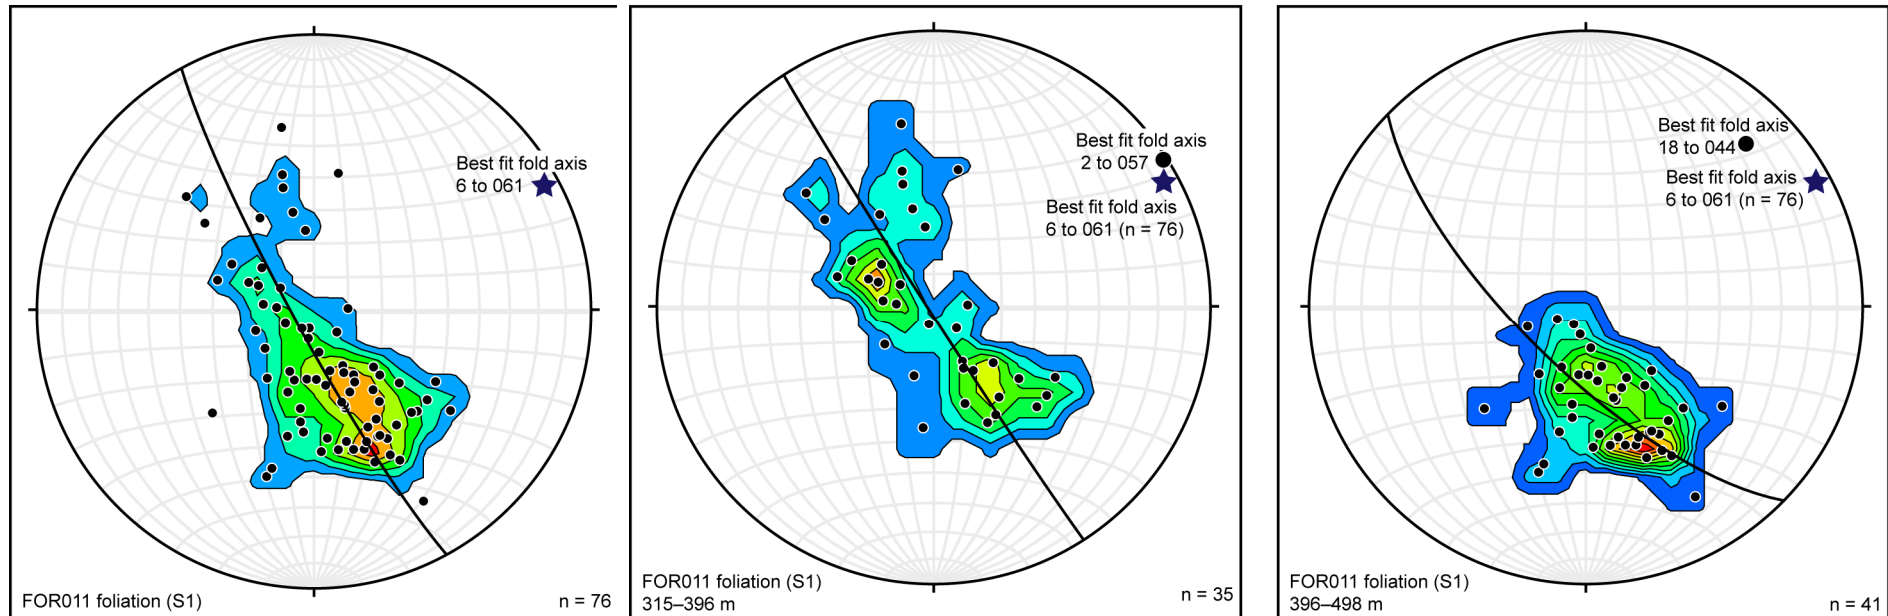 Best fit fold axis
6 to 061
FOR011 foliation (S1)
n = 76
Best fit fold axis
2 to 057
Best fit fold axis
6 to 061 (n = 76)
FOR011 foliation (S1)
315–396 m
n = 35
Best fit fold axis
18 to 044
Best fit fold axis
6 to 061 (n = 76)
FOR011 foliation (S1)
396–498 m
n = 41